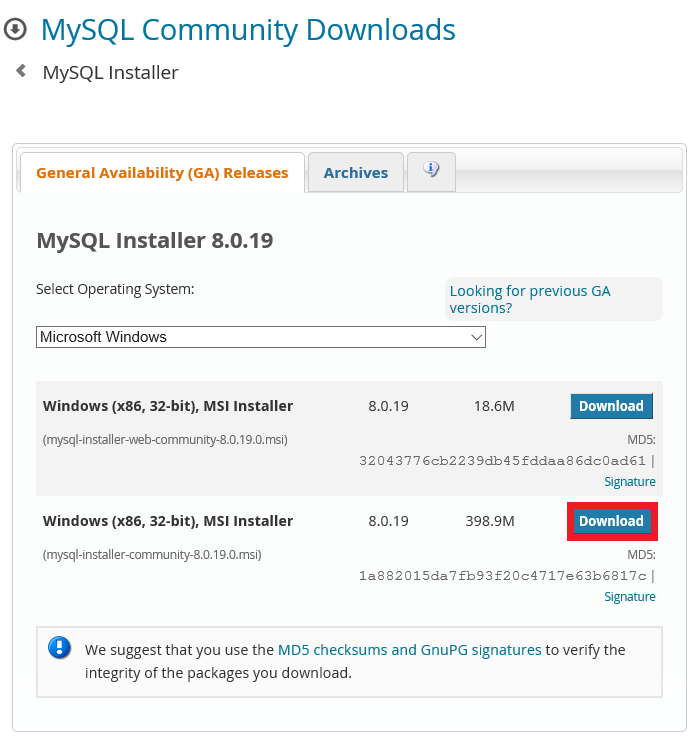 MySQL Community Downloads
MySQL Installer
General Availability (GA) Releases
Archives
MySQL Installer 8.0.19
Select Operating System:
Looking for previous GA
versions?
Microsoft Windows
Windows (x86, 32-bit), MSI Installer 8.0.19 18.6M Download
(mysql-installer-web-community-8.0.19.0.msi) MD5:
32043776cb2239db45fddaa86dc0ad61 |
Signature
Windows (x86, 32-bit), MSI Installer 8.0.19 398.9M Download
(mysql-installer-community-8.0.19.0.msi) MD5:
1a882015da7fb93f20c4717e63b6817c |
Signature
We suggest that you use the MD5 checksums and GnuPG signatures to verify the
integrity of the packages you download.